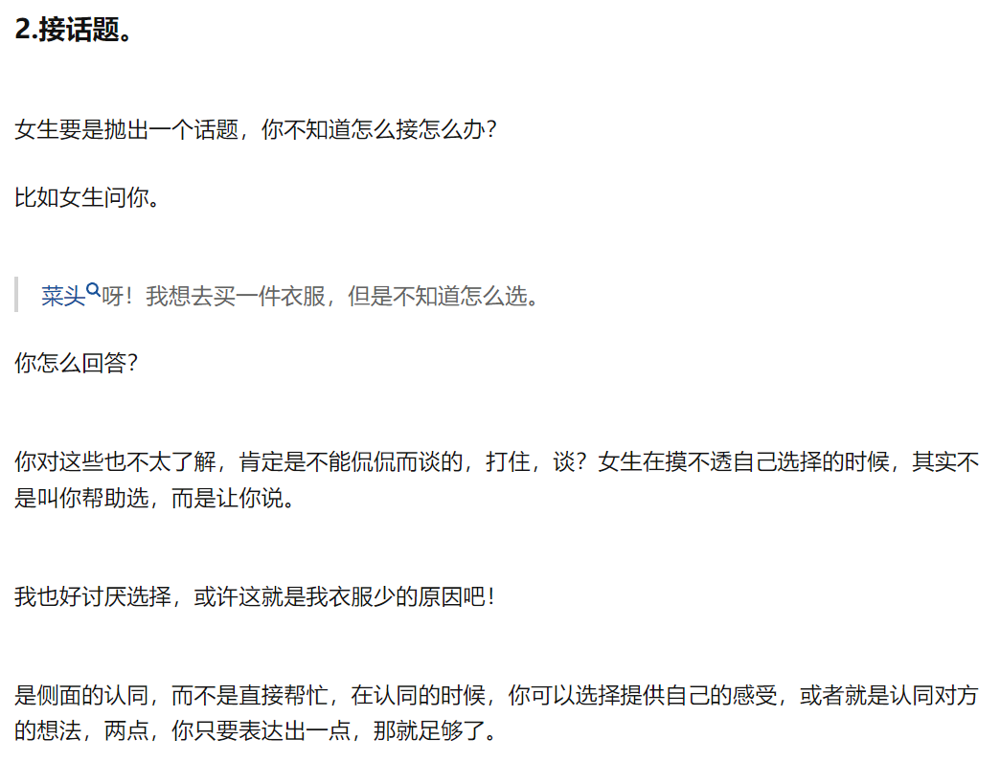 2.接话题。
女生要是抛出一个话题，你不知道怎么接怎么办？
比如女生问你。
菜头呀！我想去买一件衣服，但是不知道怎么选。
你怎么回答？
你对这些也不太了解，肯定是不能侃侃而谈的，打住，谈？女生在摸不透自己选择的时候，其实不
是叫你帮助选，而是让你说。
我也好讨厌选择，或许这就是我衣服少的原因吧！
是侧面的认同，而不是直接帮忙，在认同的时候，你可以选择提供自己的感受，或者就是认同对方
的想法，两点，你只要表达出一点，那就足够了。